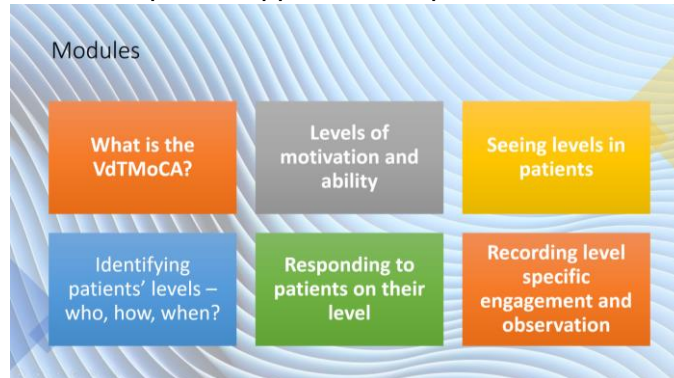 Modules
What is the
VdTMoCA?
Levels of
motivation and
ability
Seeing levels in
patients
Identifying
patients’ levels –
who, how, when?
Responding to
patients on their
level
Recording level
specific
engagement and
observation